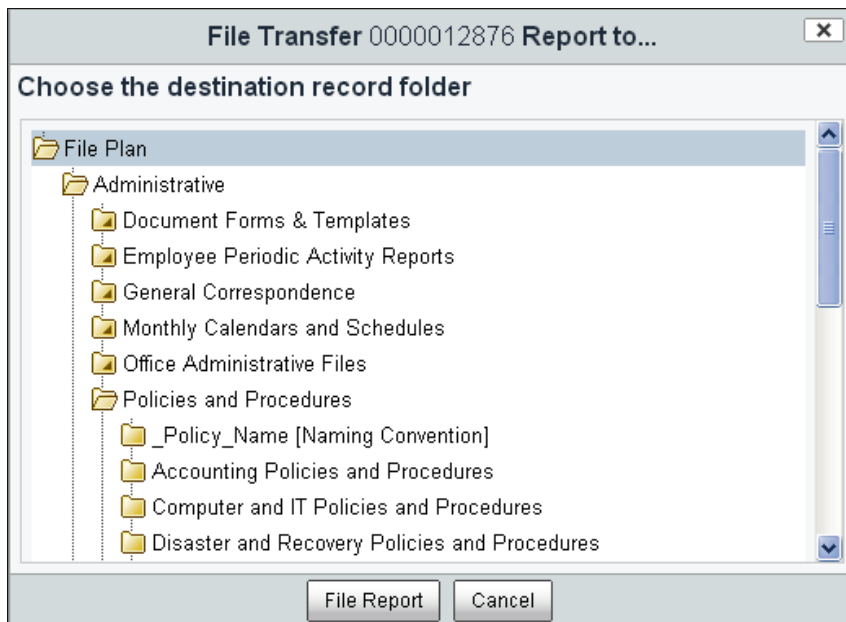 File Transfer 0000012876 Report to...
Choose the destination record folder
File Plan
Administrative
Document Forms & Templates
Employee Periodic Activity Reports
General Correspondence
Monthly Calendars and Schedules
Office Administrative Files
Policies and Procedures
_Policy_Name [Naming Convention]
Accounting Policies and Procedures
Computer and IT Policies and Procedures
Disaster and Recovery Policies and Procedures
File Report Cancel